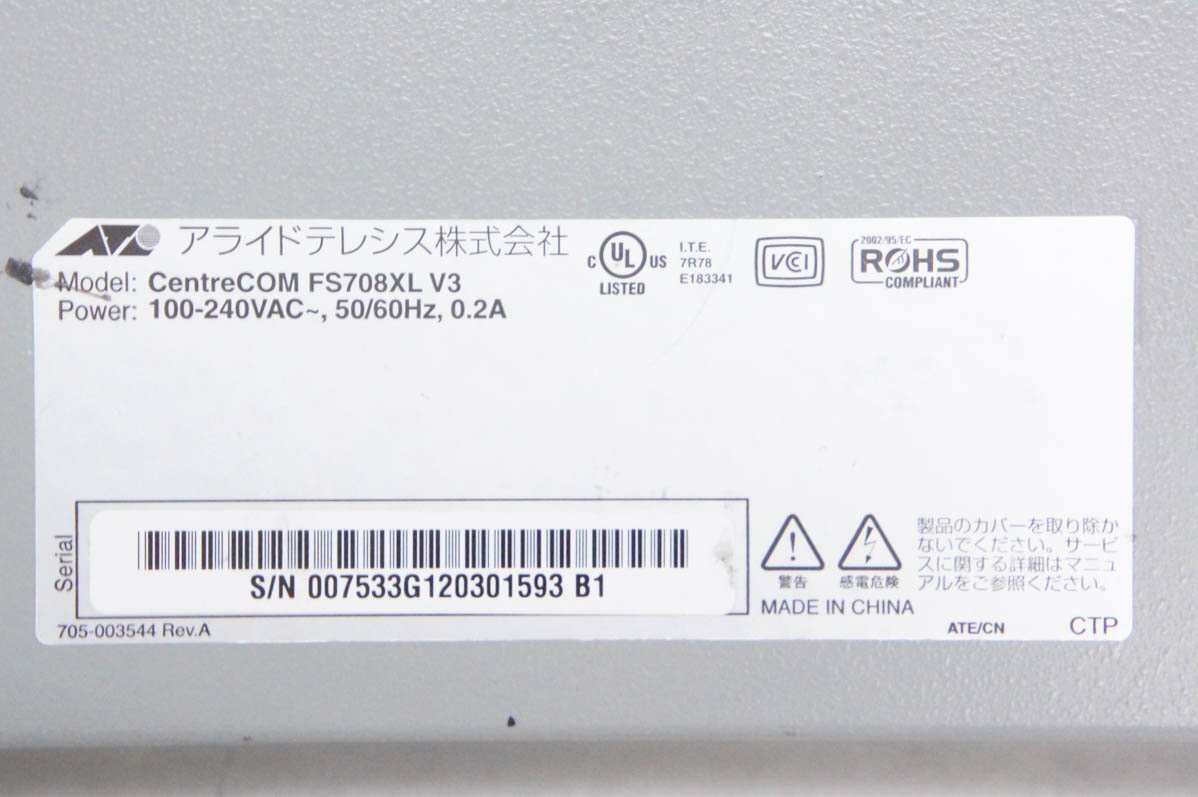 アライドテレシス株式会社
Model: CentreCOM FS708XL V3
Power: 100-240VAC~, 50/60Hz, 0.2A
C UL US
LISTED
I.T.E.
7R78
E183341
VCI
2002/95/EC
ROHS
COMPLIANT
Serial
S/N 007533G120301593 B1
705-003544 Rev.A
警告
感電危険
製品のカバーを取り除か
ないでください。サービ
スに関する詳細はマニュ
アルをご参照ください。
MADE IN CHINA
ATE/CN
CTP